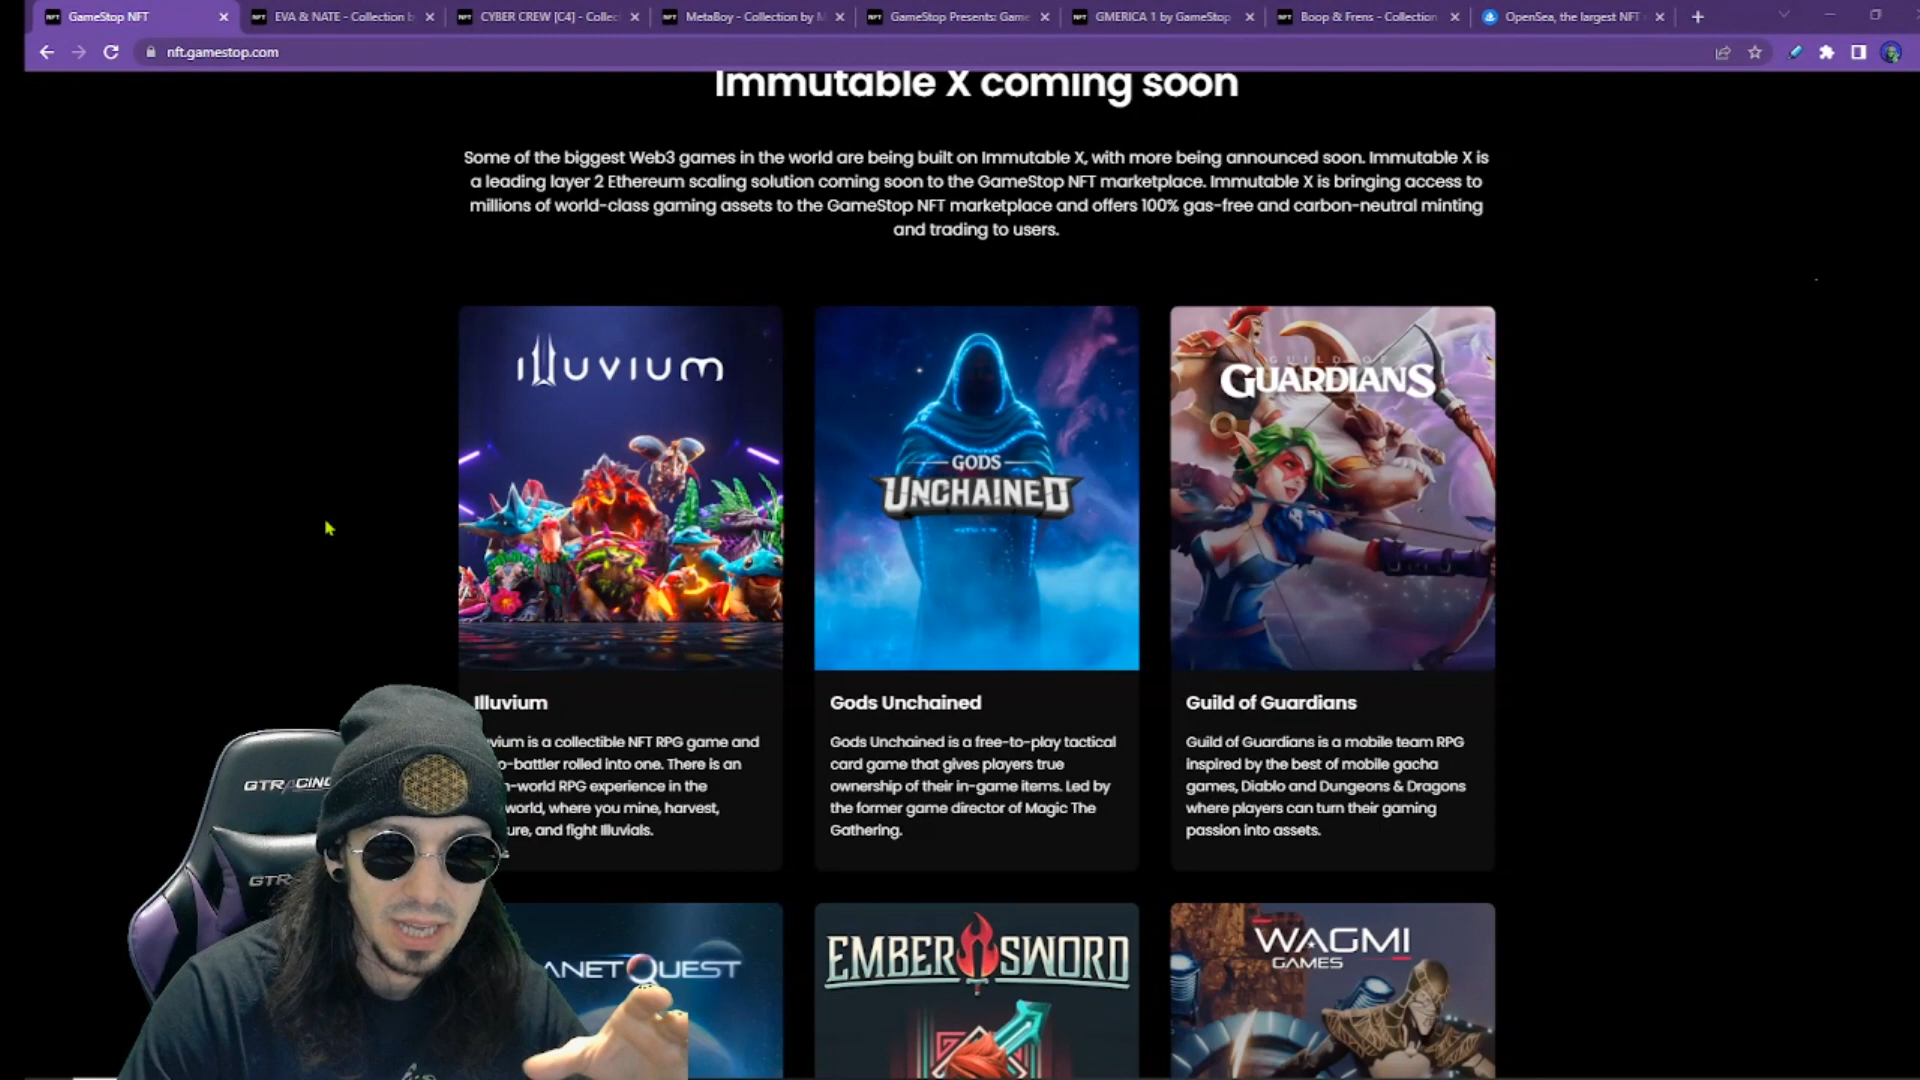 GameStop NFT
EVA & NATE - Collection b
CYBER CREW [C4] - Collec
MetaBoy - Collection by M
GameStop Presents: Game
GMERICA 1 by GameStop
Boop & Frens - Collection
OpenSea, the largest NFT
nft.gamestop.com
Immutable X coming soon
Some of the biggest Web3 games in the world are being built on Immutable X, with more being announced soon. Immutable X is
a leading layer 2 Ethereum scaling solution coming soon to the GameStop NFT marketplace. Immutable X is bringing access to
millions of world-class gaming assets to the GameStop NFT marketplace and offers 100% gas-free and carbon-neutral minting
and trading to users.
ILLUVIUM
GODS
UNCHAINED
GUILD OF
GUARDIANS
Illuvium
vium is a collectible NFT RPG game and
o-battler rolled into one. There is an
n-world RPG experience in the
world, where you mine, harvest,
ure, and fight Illuvials.
Gods Unchained
Gods Unchained is a free-to-play tactical
card game that gives players true
ownership of their in-game items. Led by
the former game director of Magic The
Gathering.
Guild of Guardians
Guild of Guardians is a mobile team RPG
inspired by the best of mobile gacha
games, Diablo and Dungeons & Dragons
where players can turn their gaming
passion into assets.
GTRACING
GTR
ANETQUEST
EMBER SWORD
WAGMI
GAMES